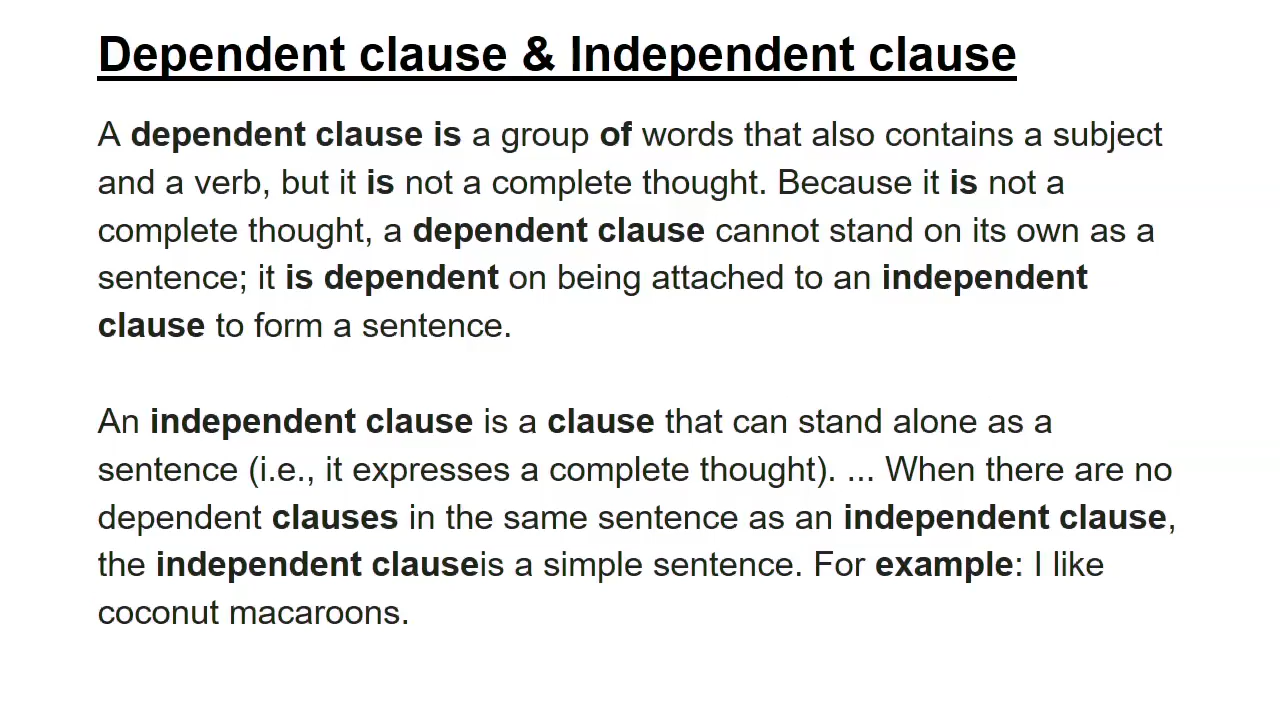 Dependent clause & Independent clause
A dependent clause is a group of words that also contains a subject
and a verb, but it is not a complete thought. Because it is not a
complete thought, a dependent clause cannot stand on its own as a
sentence; it is dependent on being attached to an independent
clause to form a sentence.
An independent clause is a clause that can stand alone as a
sentence (i.e., it expresses a complete thought). ... When there are no
dependent clauses in the same sentence as an independent clause,
the independent clauseis a simple sentence. For example: I like
coconut macaroons.